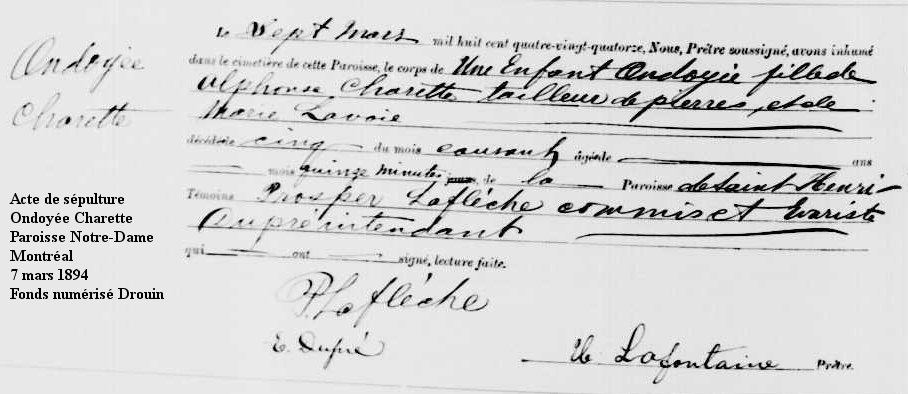 Ondoyée
Charette
Le Sept Mars mil huit cent quatre-vingt-quatorze, Nous, Prêtre soussigné, avons inhumé
dans le cimetière de cette Paroisse, le corps de Une Enfant Ondoyée fille de
Alphonse Charette tailleur de pierres, et de
Marie Lavoie
décédée le cinq du mois courant âgée de ans
mois quinze minutes jours, de la Paroisse de Saint Henri
Témoins Prosper Laflèche commis et Evariste
Dupré intendant
qui ont signé, lecture faite.
P. Laflèche
E. Dupré
Lafontaine Prêtre.
Acte de sépulture
Ondoyée Charette
Paroisse Notre-Dame
Montréal
7 mars 1894
Fonds numérisé Drouin